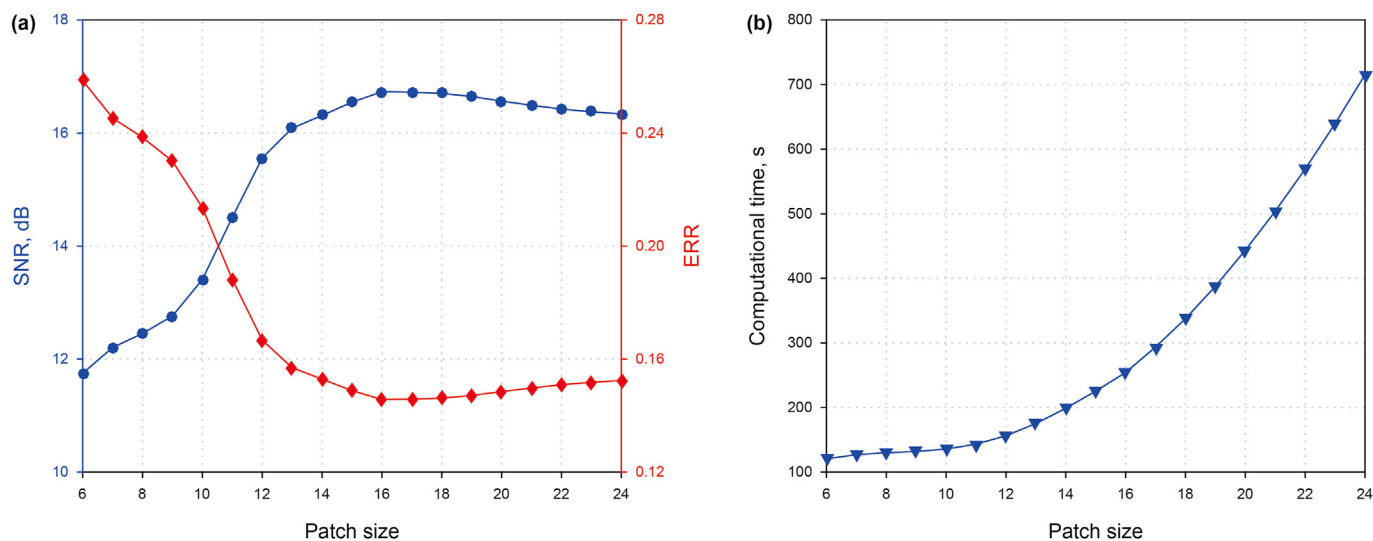 (a)
18
16
14
12
10
SNR, dB
0.28
0.24
0.20
0.16
0.12
ERR
6 8 10 12 14 16 18 20 22 24
Patch size
(b)
800
700
600
500
400
300
200
100
Computational time, s
6 8 10 12 14 16 18 20 22 24
Patch size